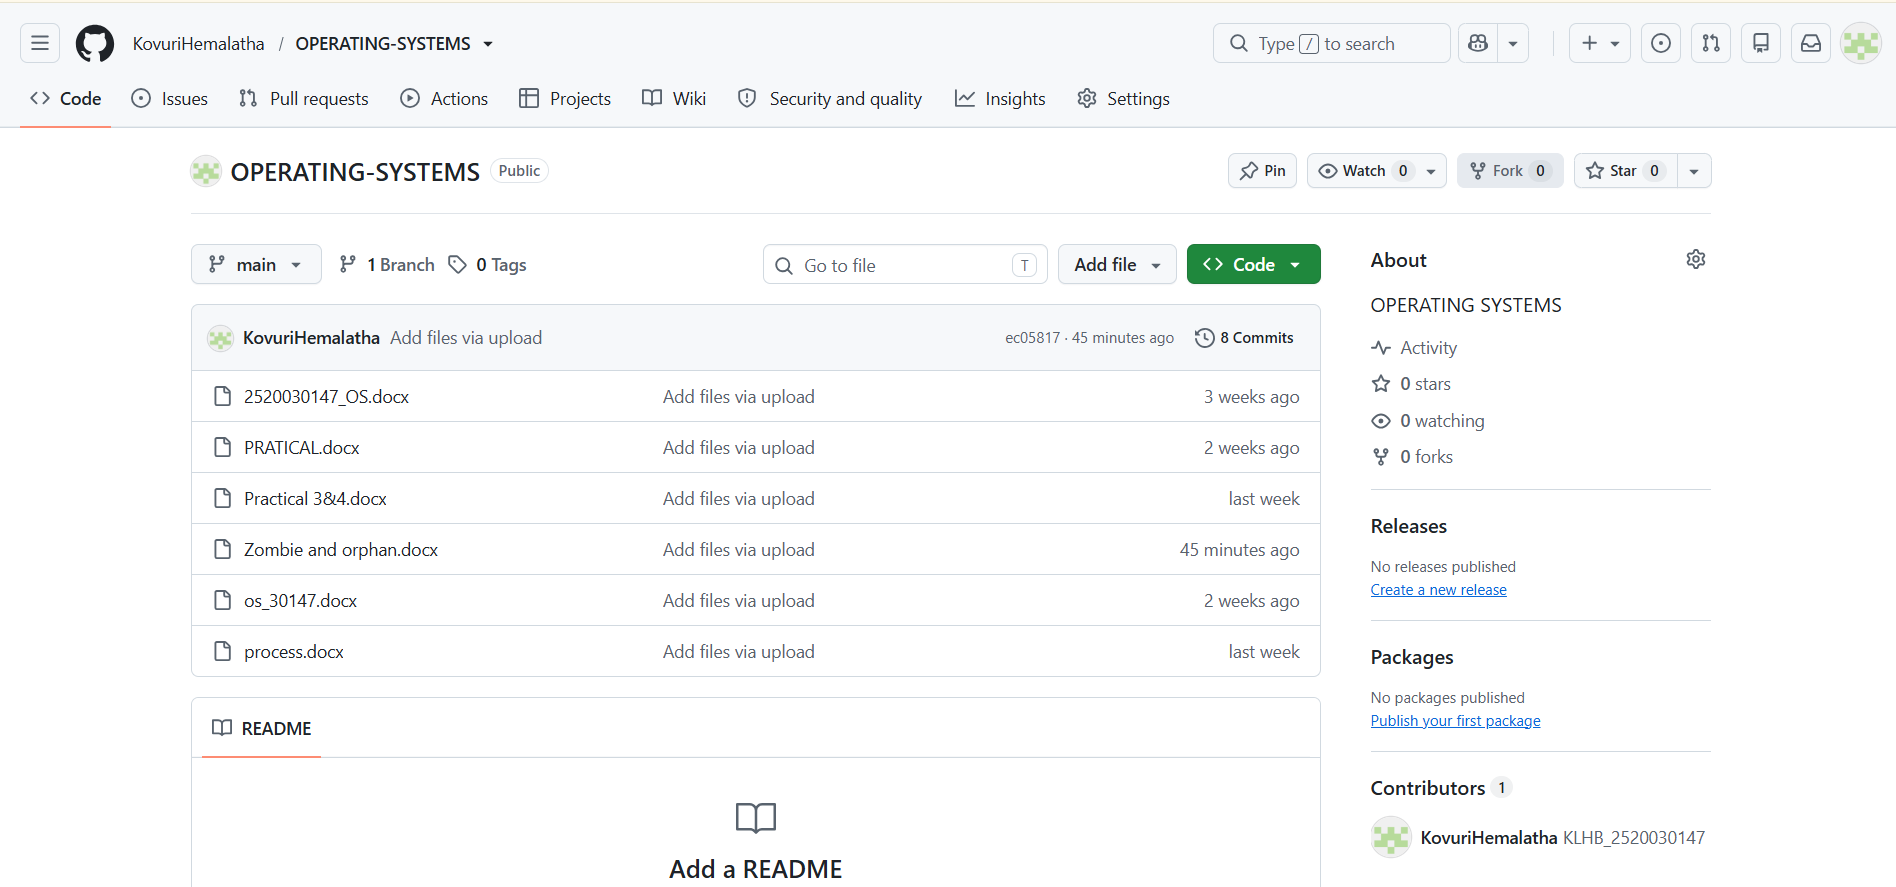 KovuriHemalatha / OPERATING-SYSTEMS
Type / to search
Code Issues Pull requests Actions Projects Wiki Security and quality Insights Settings
OPERATING-SYSTEMS Public
Pin Watch 0 Fork 0 Star 0
main 1 Branch 0 Tags
Go to file T
Add file
Code
KovuriHemalatha Add files via upload ec05817 · 45 minutes ago 8 Commits
2520030147_OS.docx Add files via upload 3 weeks ago
PRATICAL.docx Add files via upload 2 weeks ago
Practical 3&4.docx Add files via upload last week
Zombie and orphan.docx Add files via upload 45 minutes ago
os_30147.docx Add files via upload 2 weeks ago
process.docx Add files via upload last week
README
Add a README
About
OPERATING SYSTEMS
Activity
0 stars
0 watching
0 forks
Releases
No releases published
Create a new release
Packages
No packages published
Publish your first package
Contributors 1
KovuriHemalatha KLHB_2520030147